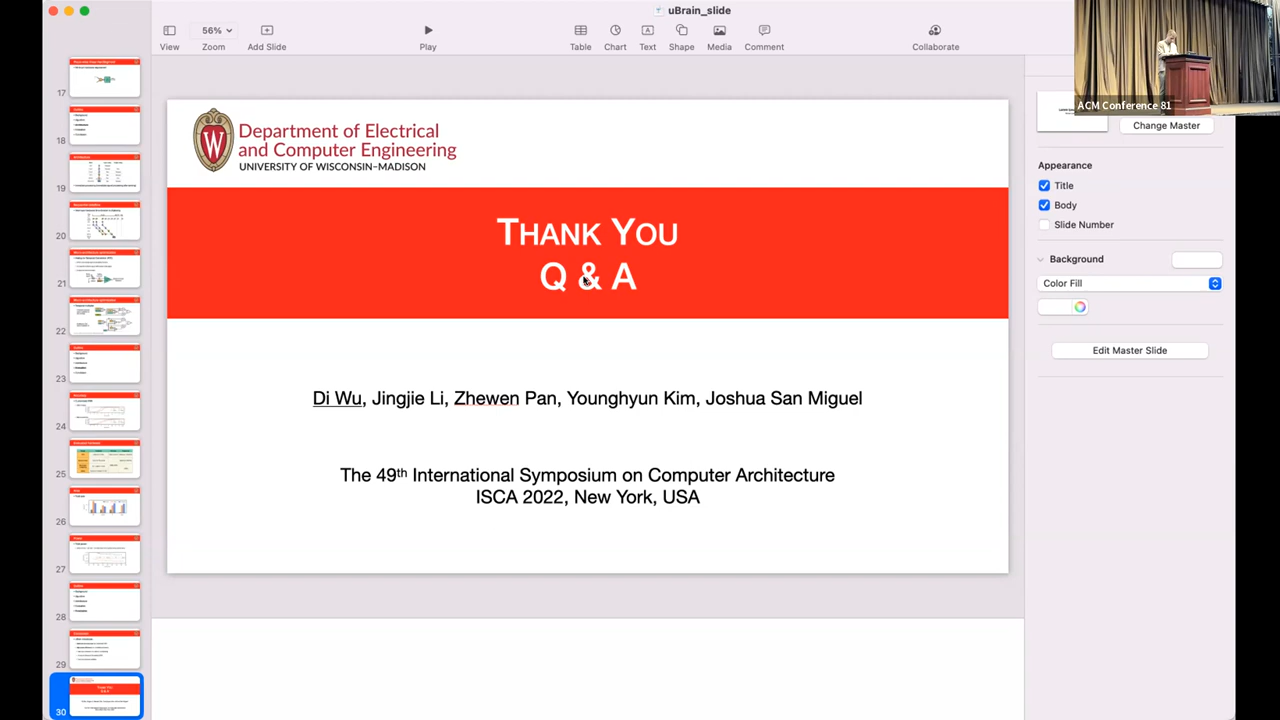 uBrain_slide
View
56%
Zoom
Add Slide
Play
Table
Chart
Text
Shape
Media
Comment
Collaborate
ACM Conference 81
Change Master
Appearance
Title
Body
Slide Number
Background
Color Fill
Edit Master Slide
17
18
19
20
21
22
23
24
25
26
27
28
29
30
W
Department of Electrical
and Computer Engineering
UNIVERSITY OF WISCONSIN–MADISON
THANK YOU
Q & A
Di Wu, Jingjie Li, Zhewen Pan, Younghyun Kim, Joshua San Miguel
The 49th International Symposium on Computer Architecture
ISCA 2022, New York, USA